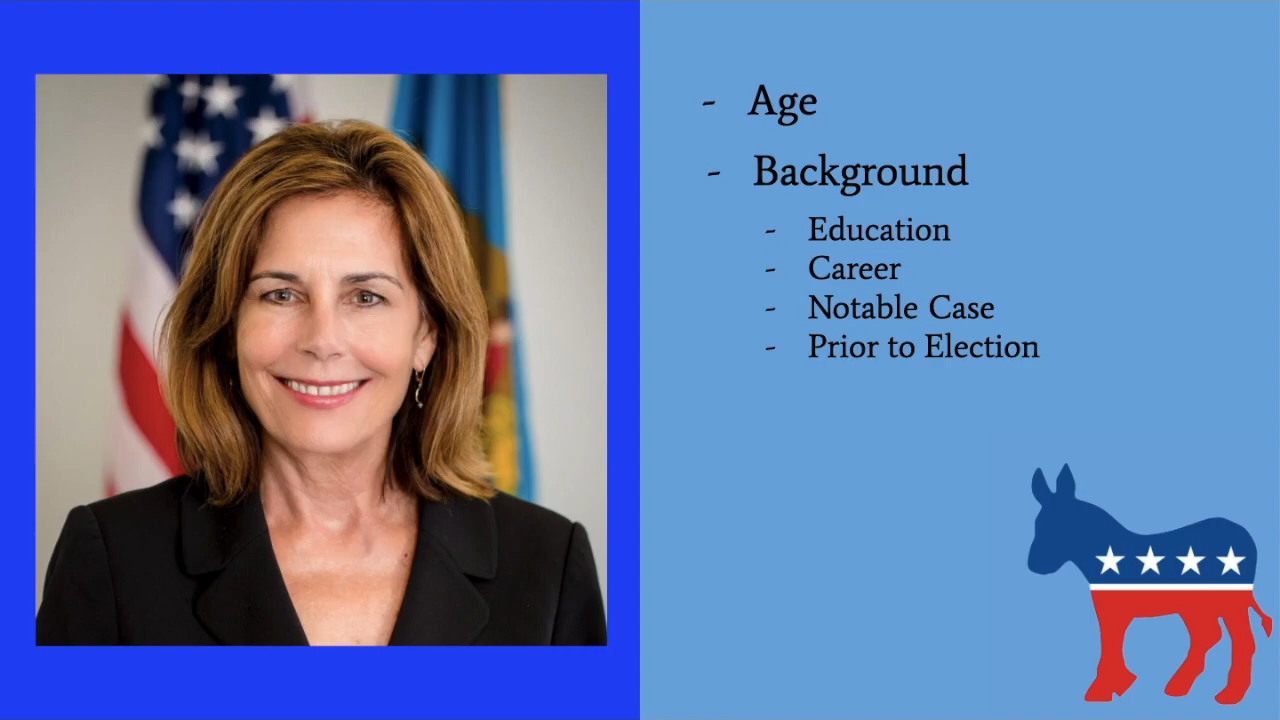 - Age
- Background
- Education
- Career
- Notable Case
- Prior to Election